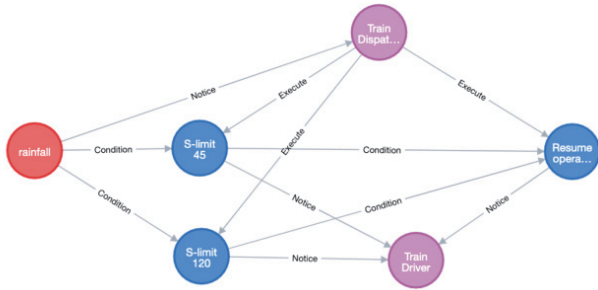 Train
Dispat...
Notice
Execute
Execute
Execute
rainfall
Condition
S-limit
45
Condition
Resume
opera...
Condition
Notice
Condition
Notice
S-limit
120
Notice
Train
Driver